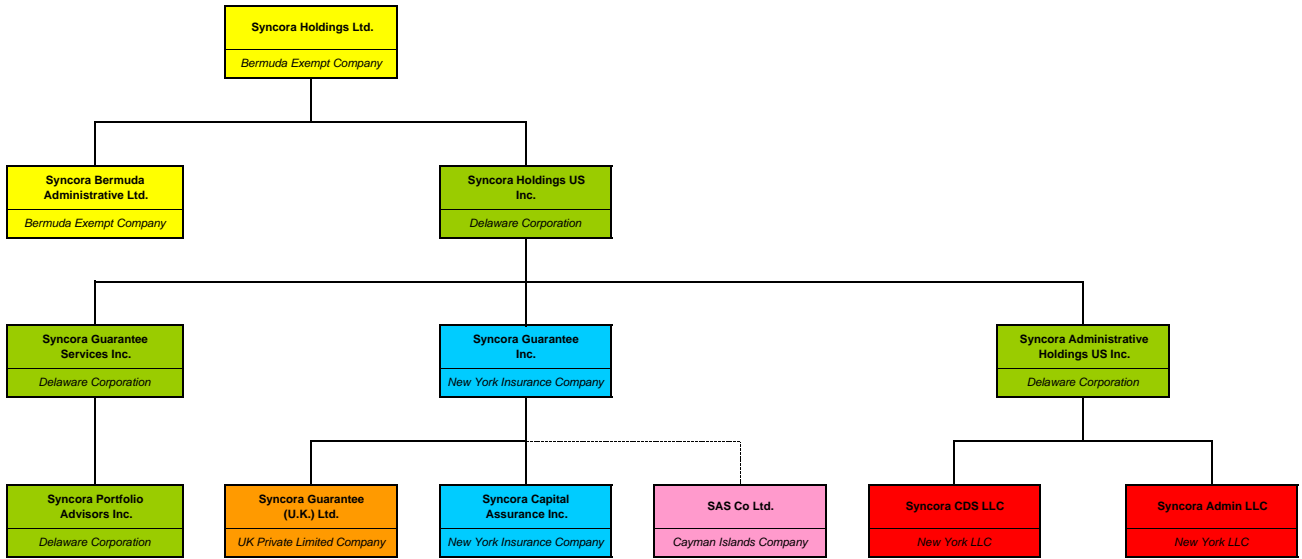 Syncora Holdings Ltd.
Bermuda Exempt Company
Syncora Bermuda
Administrative Ltd.
Bermuda Exempt Company
Syncora Holdings US
Inc.
Delaware Corporation
Syncora Guarantee
Services Inc.
Delaware Corporation
Syncora Guarantee
Inc.
New York Insurance Company
Syncora Administrative
Holdings US Inc.
Delaware Corporation
Syncora Portfolio
Advisors Inc.
Delaware Corporation
Syncora Guarantee
(U.K.) Ltd.
UK Private Limited Company
Syncora Capital
Assurance Inc.
New York Insurance Company
SAS Co Ltd.
Cayman Islands Company
Syncora CDS LLC
New York LLC
Syncora Admin LLC
New York LLC